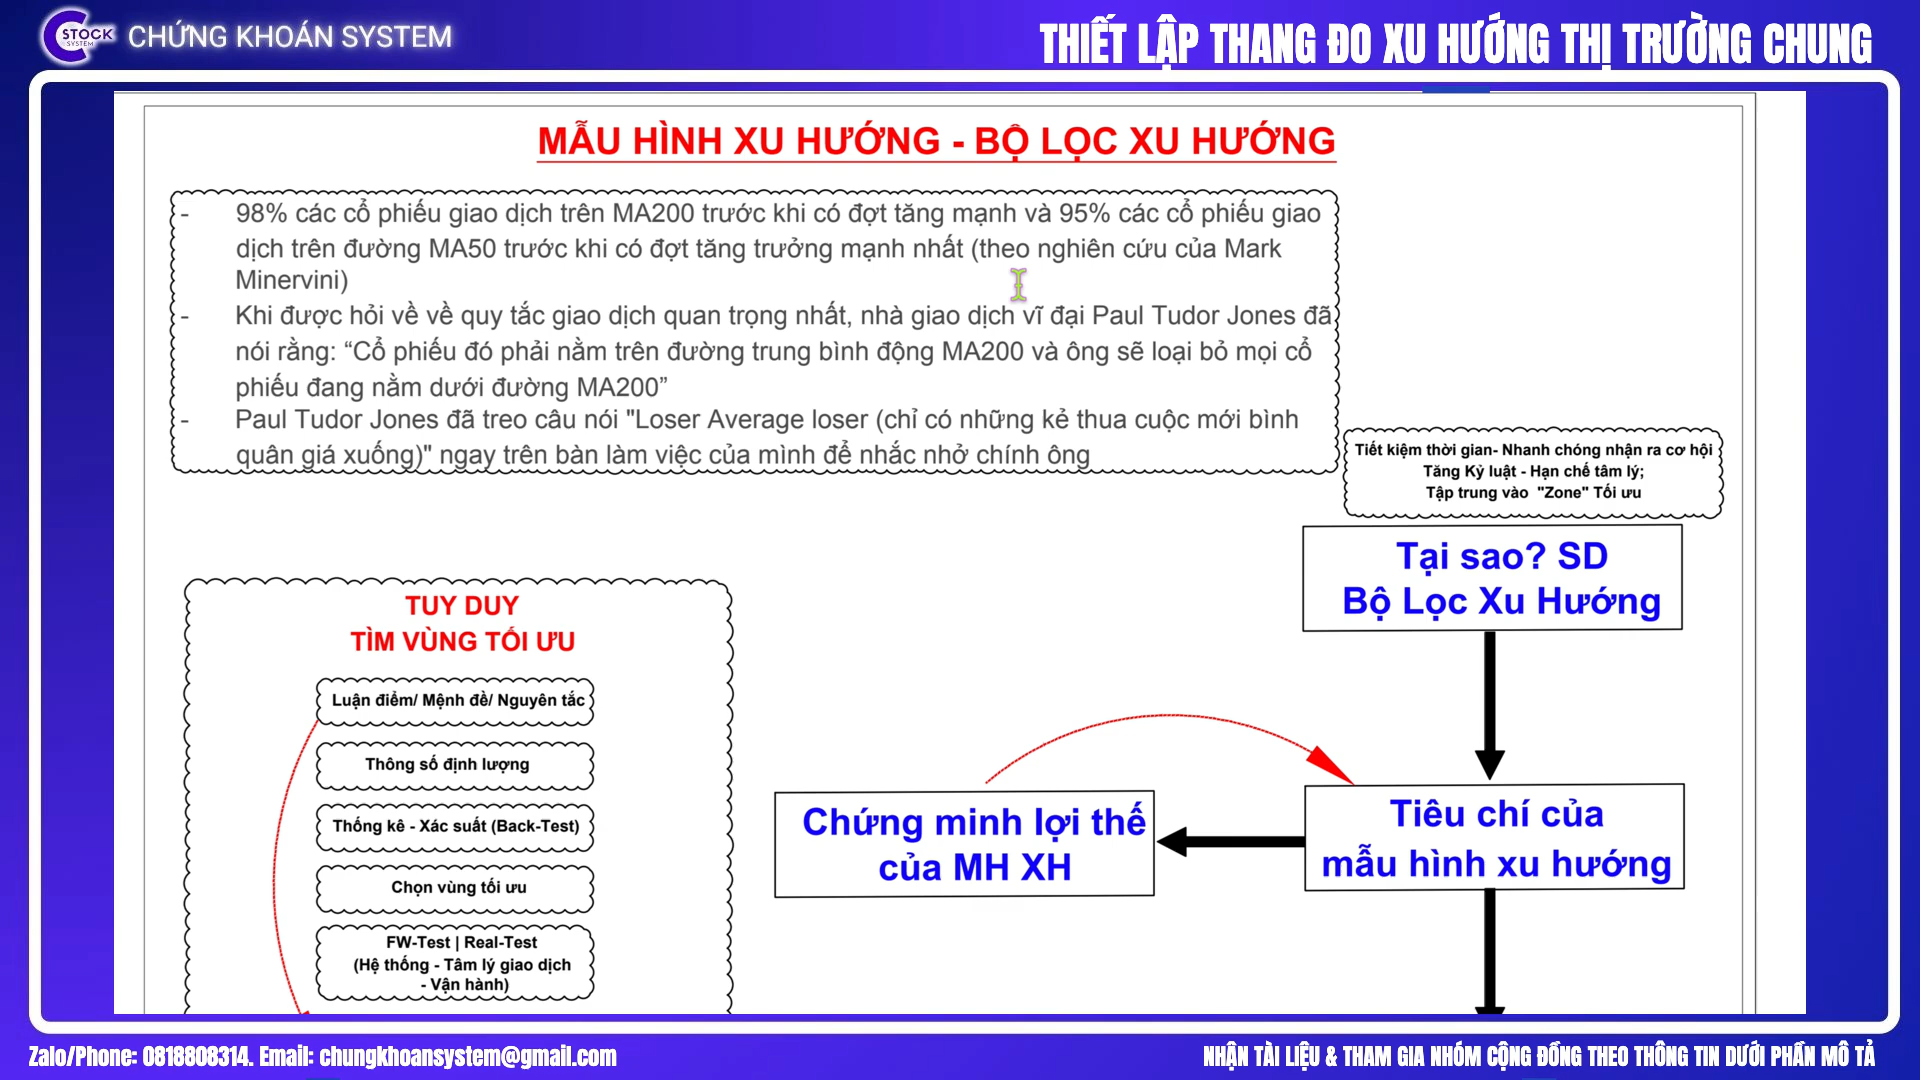 STOCK
SYSTEM
CHỨNG KHOÁN SYSTEM
THIẾT LẬP THANG ĐO XU HƯỚNG THỊ TRƯỜNG CHUNG
MẪU HÌNH XU HƯỚNG - BỘ LỌC XU HƯỚNG
- 98% các cổ phiếu giao dịch trên MA200 trước khi có đợt tăng mạnh và 95% các cổ phiếu giao
dịch trên đường MA50 trước khi có đợt tăng trưởng mạnh nhất (theo nghiên cứu của Mark
Minervini)
- Khi được hỏi về về quy tắc giao dịch quan trọng nhất, nhà giao dịch vĩ đại Paul Tudor Jones đã
nói rằng: “Cổ phiếu đó phải nằm trên đường trung bình động MA200 và ông sẽ loại bỏ mọi cổ
phiếu đang nằm dưới đường MA200”
- Paul Tudor Jones đã treo câu nói "Loser Average loser (chỉ có những kẻ thua cuộc mới bình
quân giá xuống)" ngay trên bàn làm việc của mình để nhắc nhở chính ông
Tiết kiệm thời gian- Nhanh chóng nhận ra cơ hội
Tăng Kỷ luật - Hạn chế tâm lý;
Tập trung vào "Zone" Tối ưu
Tại sao? SD
Bộ Lọc Xu Hướng
TUY DUY
TÌM VÙNG TỐI ƯU
Luận điểm/ Mệnh đề/ Nguyên tắc
Thông số định lượng
Thống kê - Xác suất (Back-Test)
Chọn vùng tối ưu
FW-Test | Real-Test
(Hệ thống - Tâm lý giao dịch
- Vận hành)
Chứng minh lợi thế
của MH XH
Tiêu chí của
mẫu hình xu hướng
Zalo/Phone: 0818808314. Email: chungkhoansystem@gmail.com
NHẬN TÀI LIỆU & THAM GIA NHÓM CỘNG ĐỒNG THEO THÔNG TIN DƯỚI PHẦN MÔ TẢ